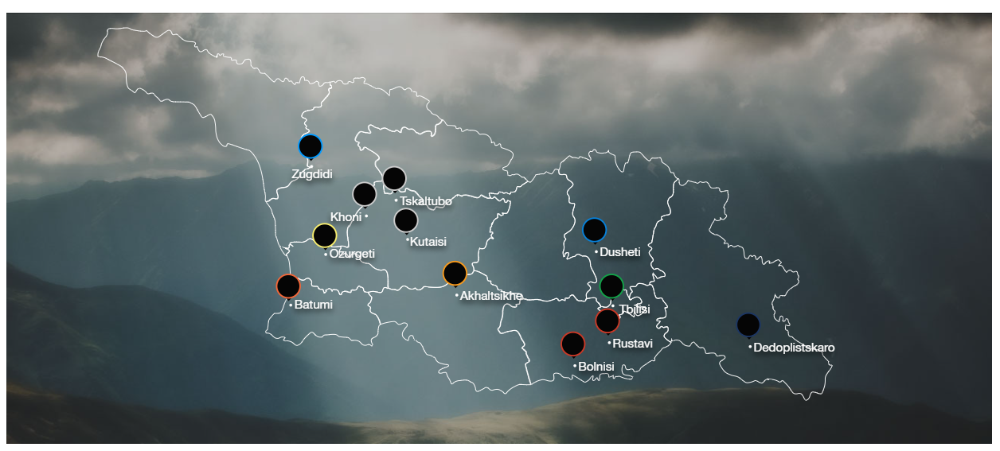 Zugdidi
Tskaltubo
Khoni
Kutaisi
Ozurgeti
Dusheti
Akhaltsikhe
Batumi
Tbilisi
Rustavi
Dedoplistskaro
Bolnisi